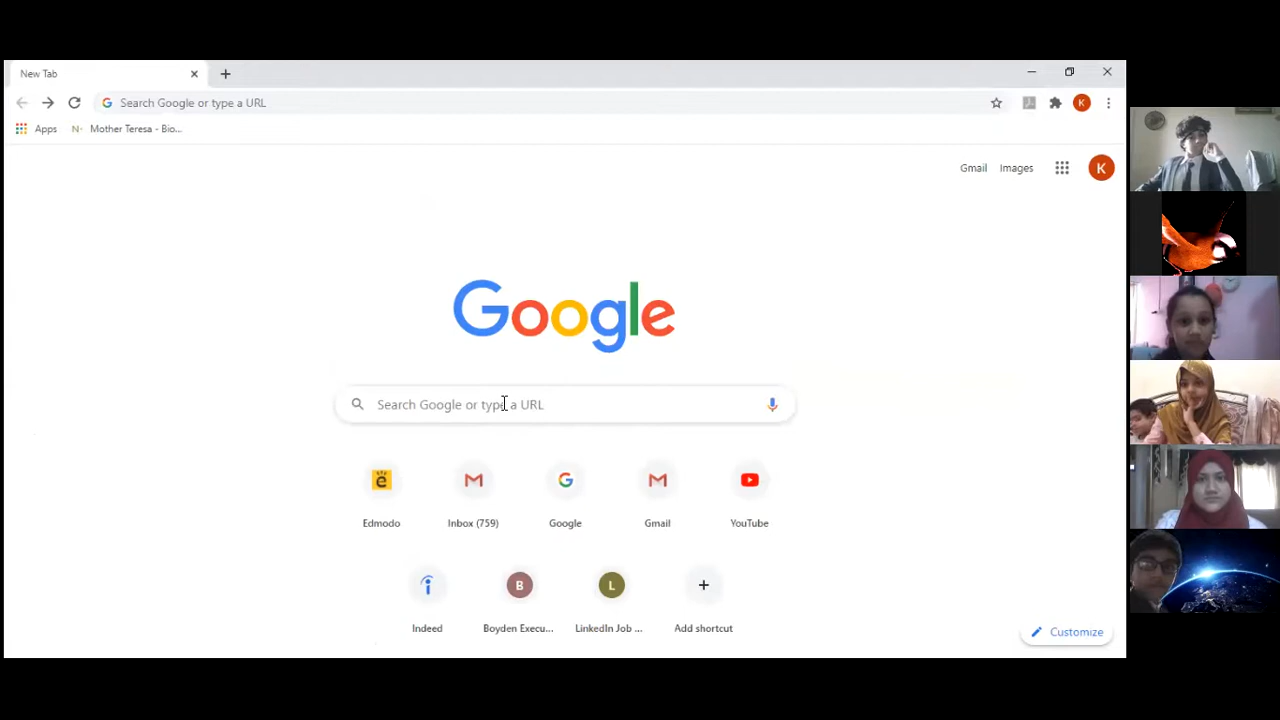 New Tab
Search Google or type a URL
Apps
Mother Teresa - Bio...
K
Gmail Images K
Google
Search Google or type a URL
Edmodo Inbox (759) Google Gmail YouTube
B L
Indeed Boyden Execu... LinkedIn Job ... Add shortcut
Customize